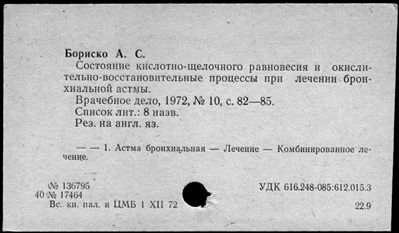 Бориско А. С.
Состояние кислотно-щелочного равновесия и окисли-
тельно-восстановительные процессы при лечении брон-
хиальной астмы.
Врачебное дело, 1972, № 10, с. 82—85.
Список лит.: 8 назв.
Рез. на англ. яз.
— — 1. Астма бронхиальная — Лечение — Комбинированное ле-
чение.
№ 136795
УДК 616.248-085:612.015.3
40 № 17464
Вс. кн. пал. и ЦМБ 1 XII 72
22.9